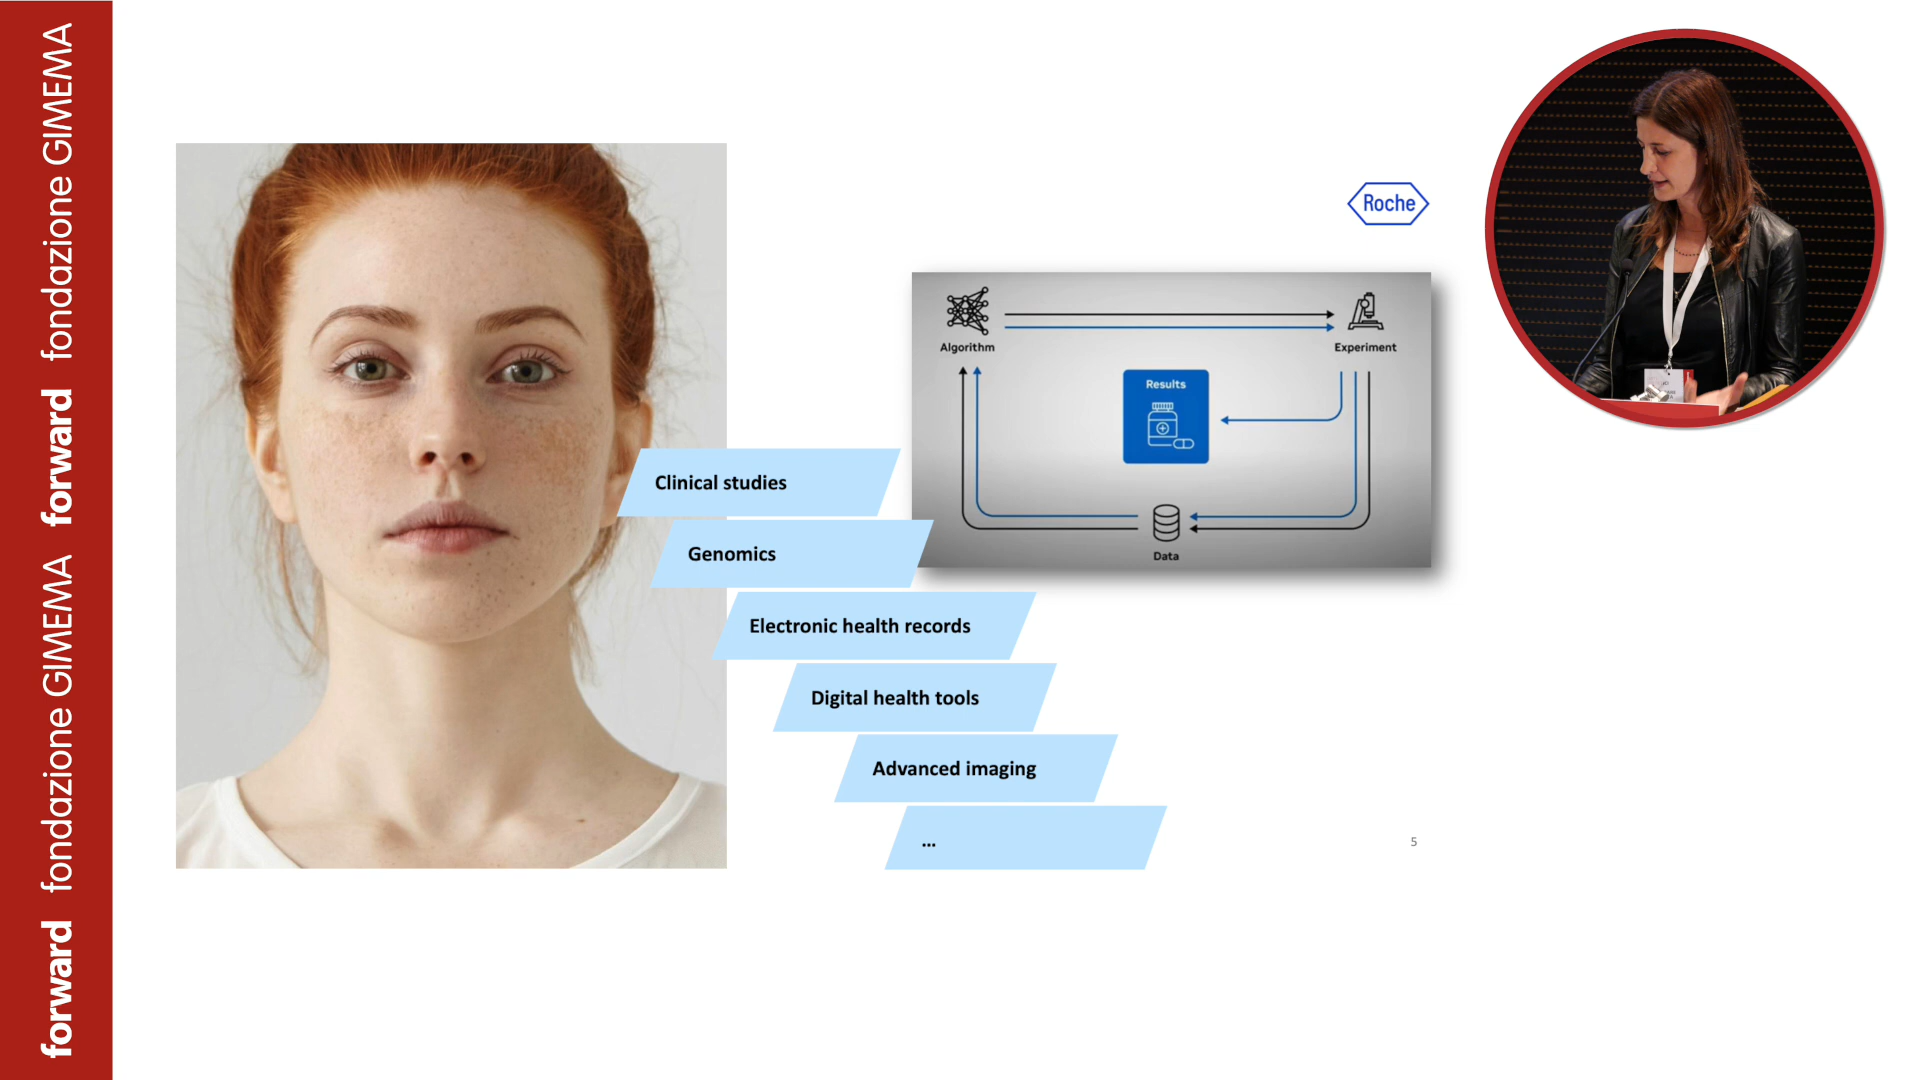 forward fondazione GIMEMA forward fondazione GIMEMA
Roche
Algorithm
Experiment
Results
Data
Clinical studies
Genomics
Electronic health records
Digital health tools
Advanced imaging
...
5